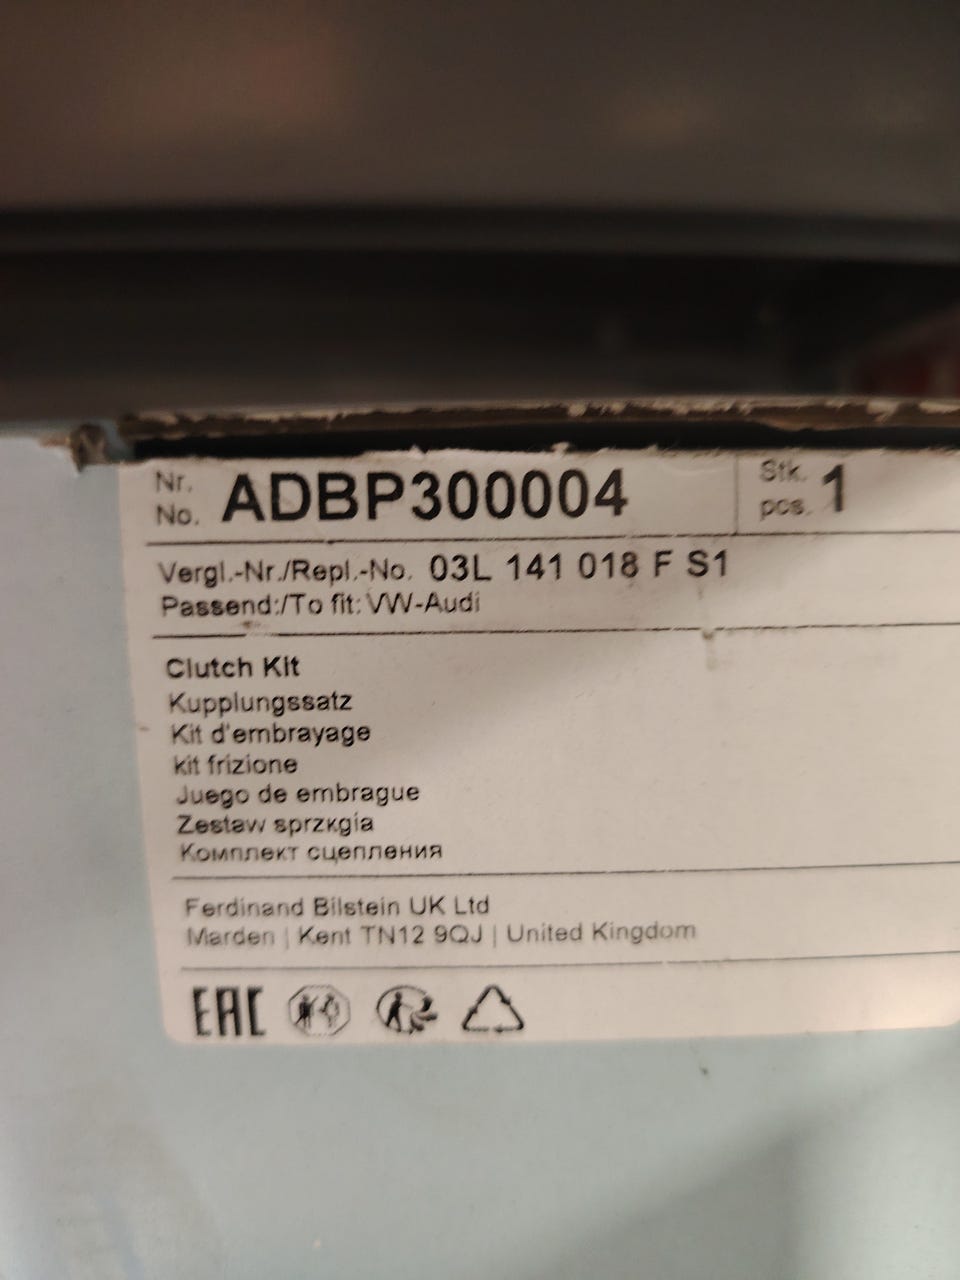 Nr.
No.
ADBP300004
Stk.
pcs.
1
Vergl.-Nr./Repl.-No. 03L 141 018 F S1
Passend:/To fit: VW-Audi
Clutch Kit
Kupplungssatz
Kit d'embrayage
kit frizione
Juego de embrague
Zestaw sprzкgіa
Комплект сцепления
Ferdinand Bilstein UK Ltd
Marden | Kent TN12 9QJ | United Kingdom
EAC